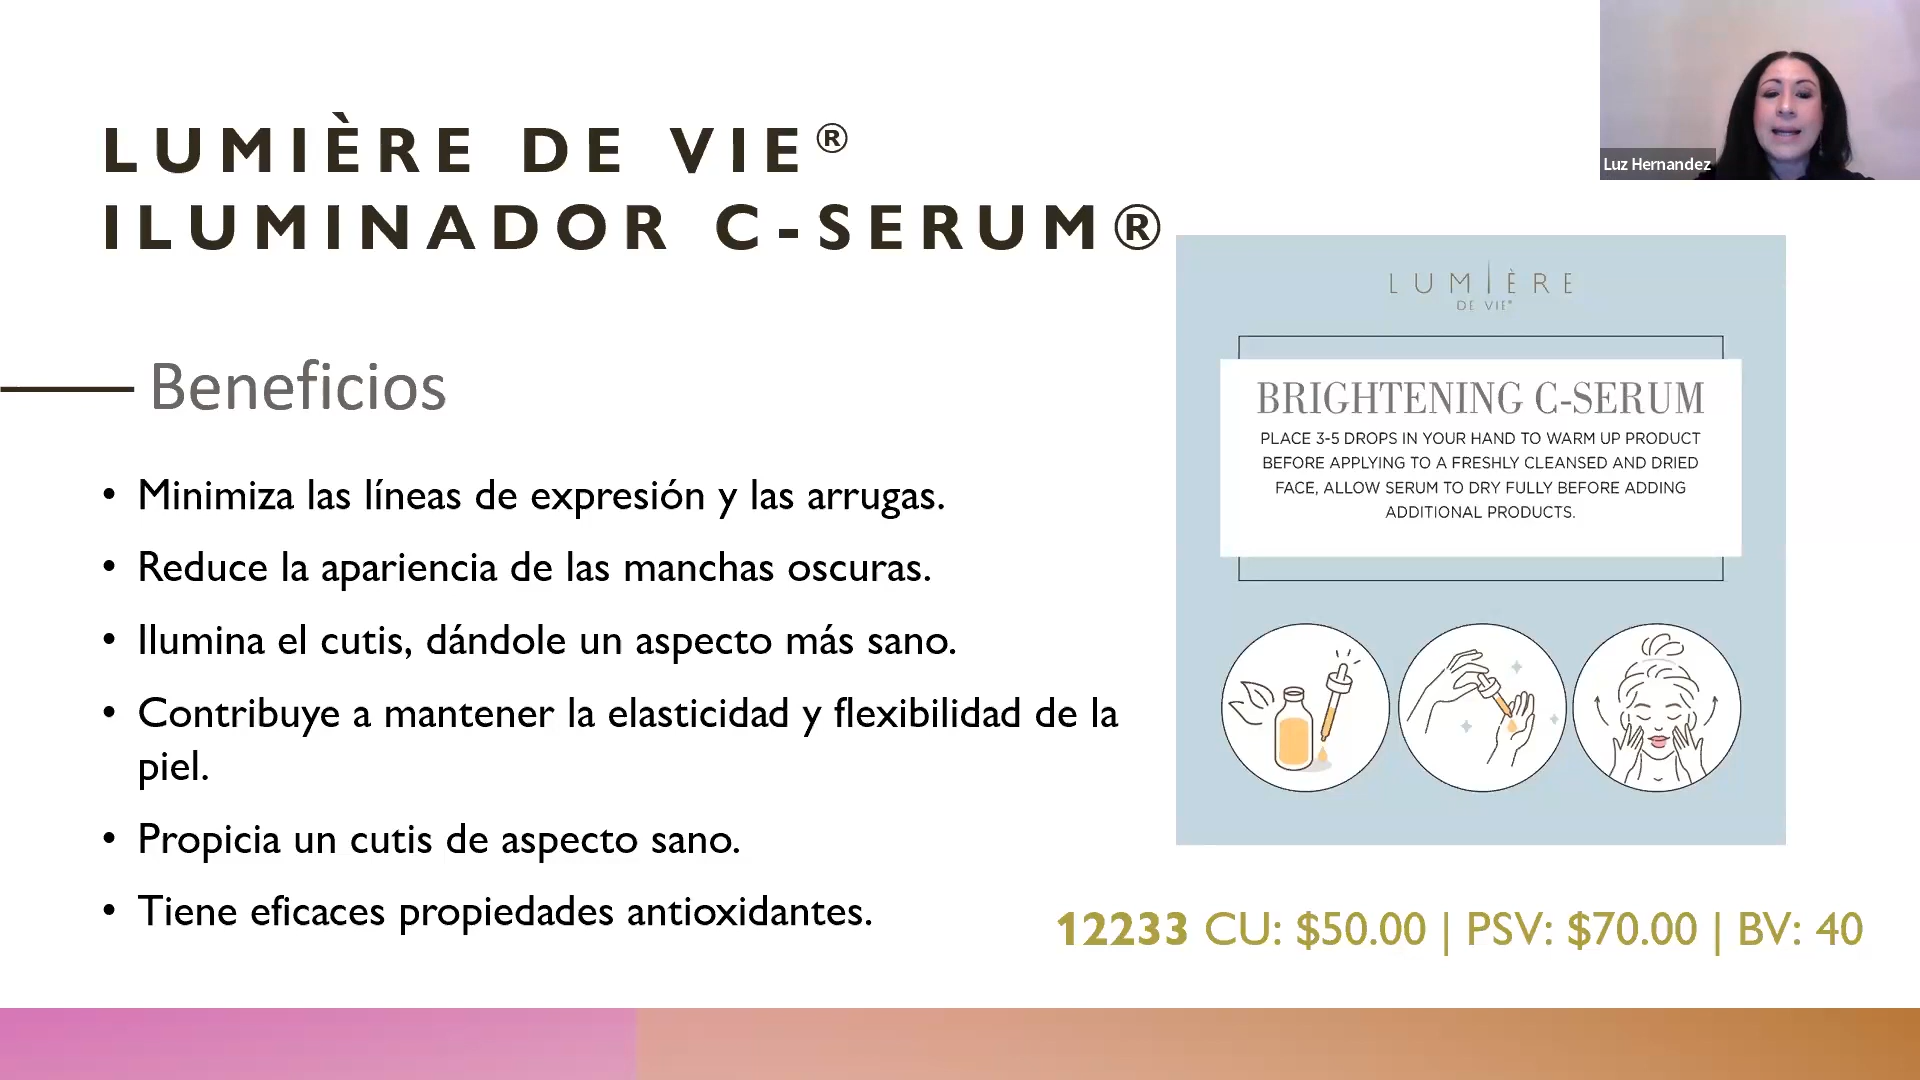 LUMIÈRE DE VIE®
ILUMINADOR C-SERUM®
Luz Hernandez
Beneficios
• Minimiza las líneas de expresión y las arrugas.
• Reduce la apariencia de las manchas oscuras.
• Ilumina el cutis, dándole un aspecto más sano.
• Contribuye a mantener la elasticidad y flexibilidad de la
piel.
• Propicia un cutis de aspecto sano.
• Tiene eficaces propiedades antioxidantes.
LUMIÈRE
DE VIE®
BRIGHTENING C-SERUM
PLACE 3-5 DROPS IN YOUR HAND TO WARM UP PRODUCT
BEFORE APPLYING TO A FRESHLY CLEANSED AND DRIED
FACE, ALLOW SERUM TO DRY FULLY BEFORE ADDING
ADDITIONAL PRODUCTS.
12233 CU: $50.00 | PSV: $70.00 | BV: 40